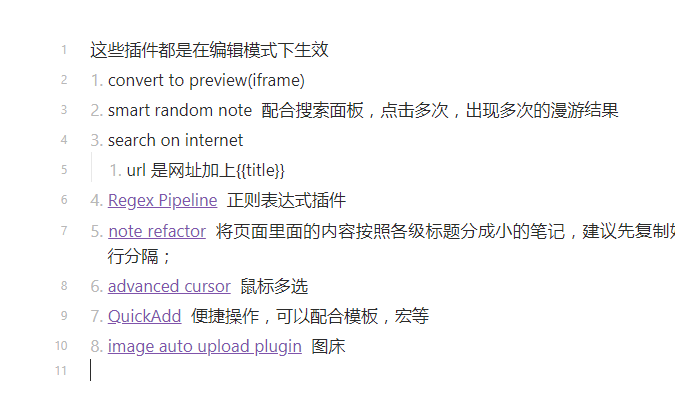 1 这些插件都是在编辑模式下生效
2 1. convert to preview(iframe)
3 2. smart random note 配合搜索面板，点击多次，出现多次的漫游结果
4 3. search on internet
5 1. url 是网址加上{{title}}
6 4. Regex Pipeline 正则表达式插件
7 5. note refactor 将页面里面的内容按照各级标题分成小的笔记，建议先复制
行分隔；
8 6. advanced cursor 鼠标多选
9 7. QuickAdd 便捷操作，可以配合模板，宏等
10 8. image auto upload plugin 图床
11